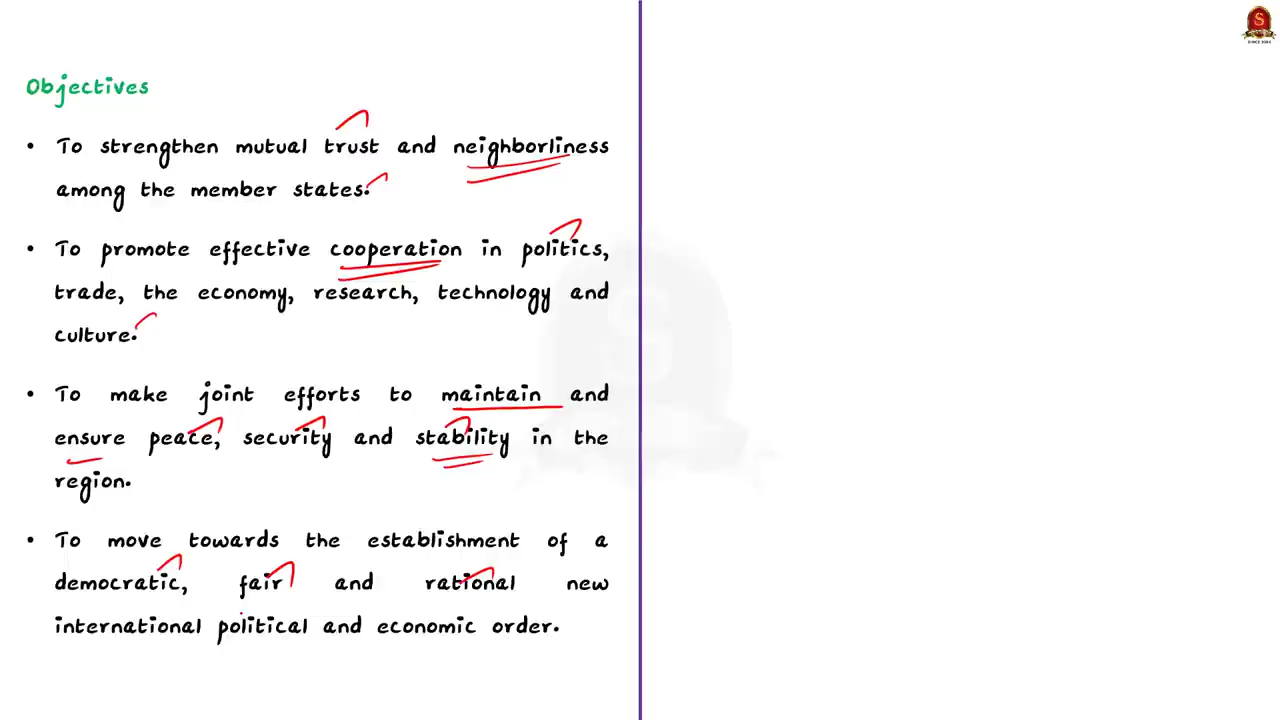 Objectives
• To strengthen mutual trust and neighborliness
among the member states.
• To promote effective cooperation in politics,
trade, the economy, research, technology and
culture.
• To make joint efforts to maintain and
ensure peace, security and stability in the
region.
• To move towards the establishment of a
democratic, fair and rational new
international political and economic order.
S